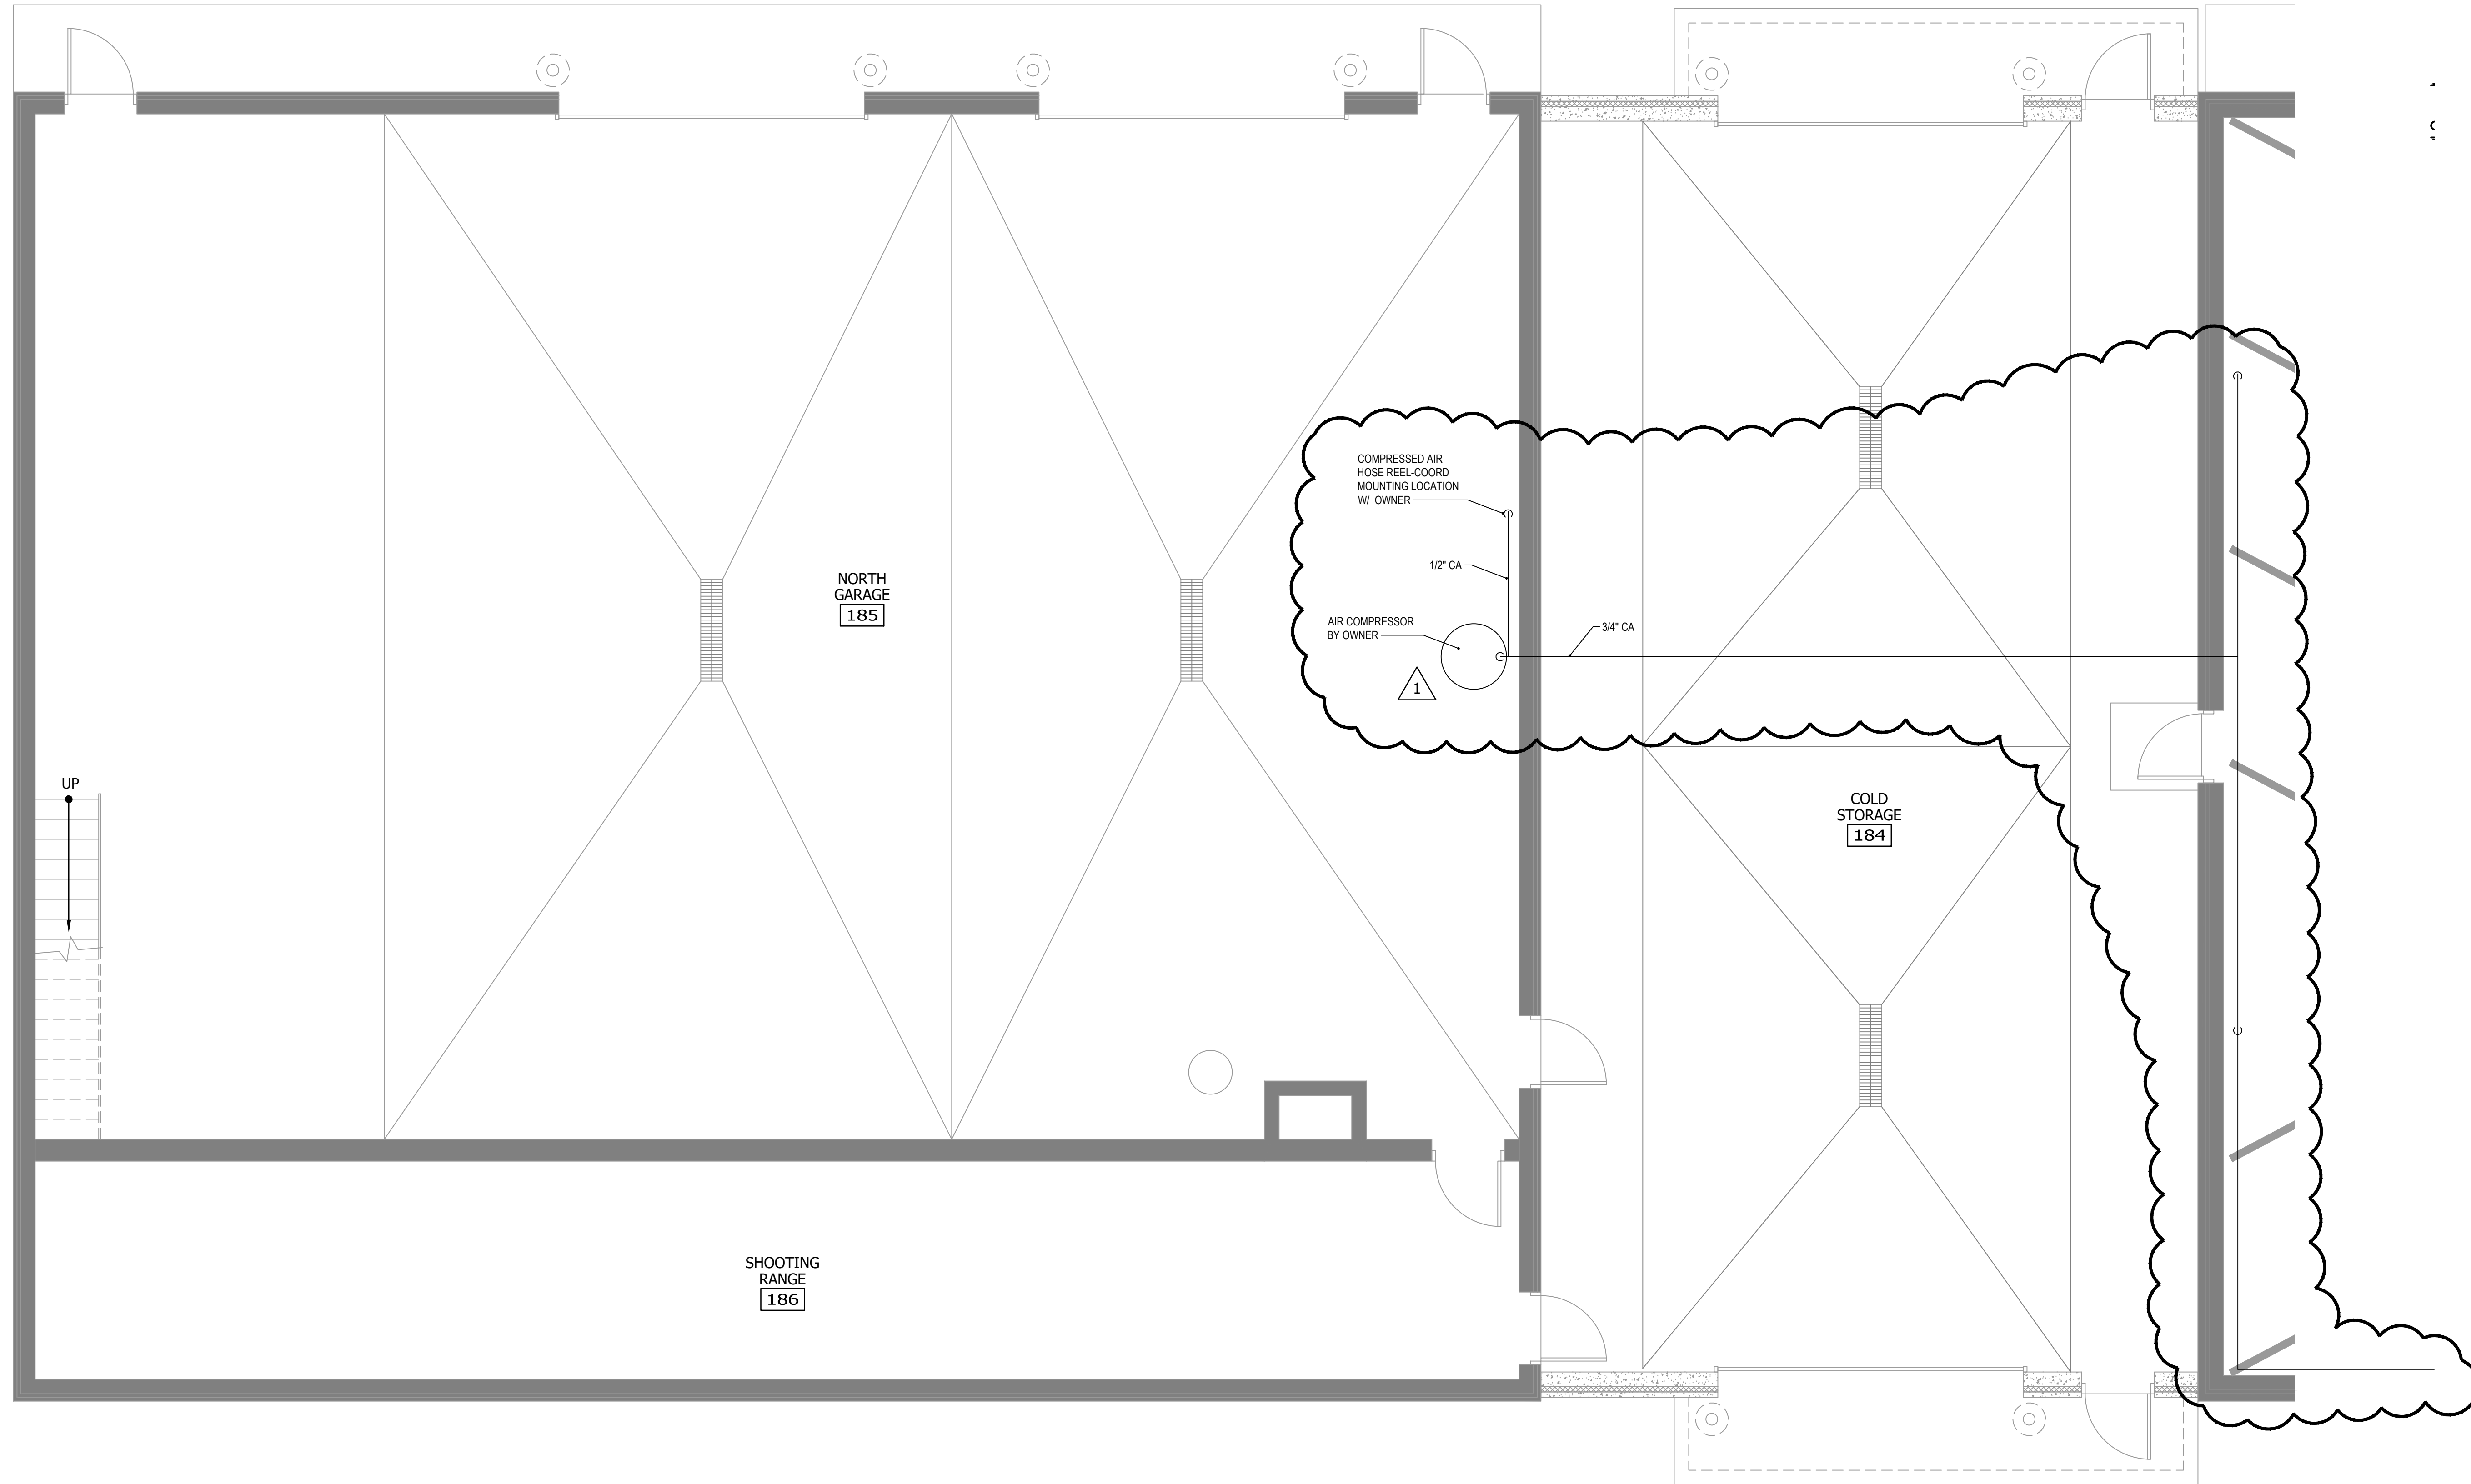 COMPRESSED AIR
HOSE REEL-COORD
MOUNTING LOCATION
W/ OWNER
1/2" CA
NORTH
GARAGE
185
AIR COMPRESSOR
BY OWNER
3/4" CA
1
UP
COLD
STORAGE
184
SHOOTING
RANGE
186